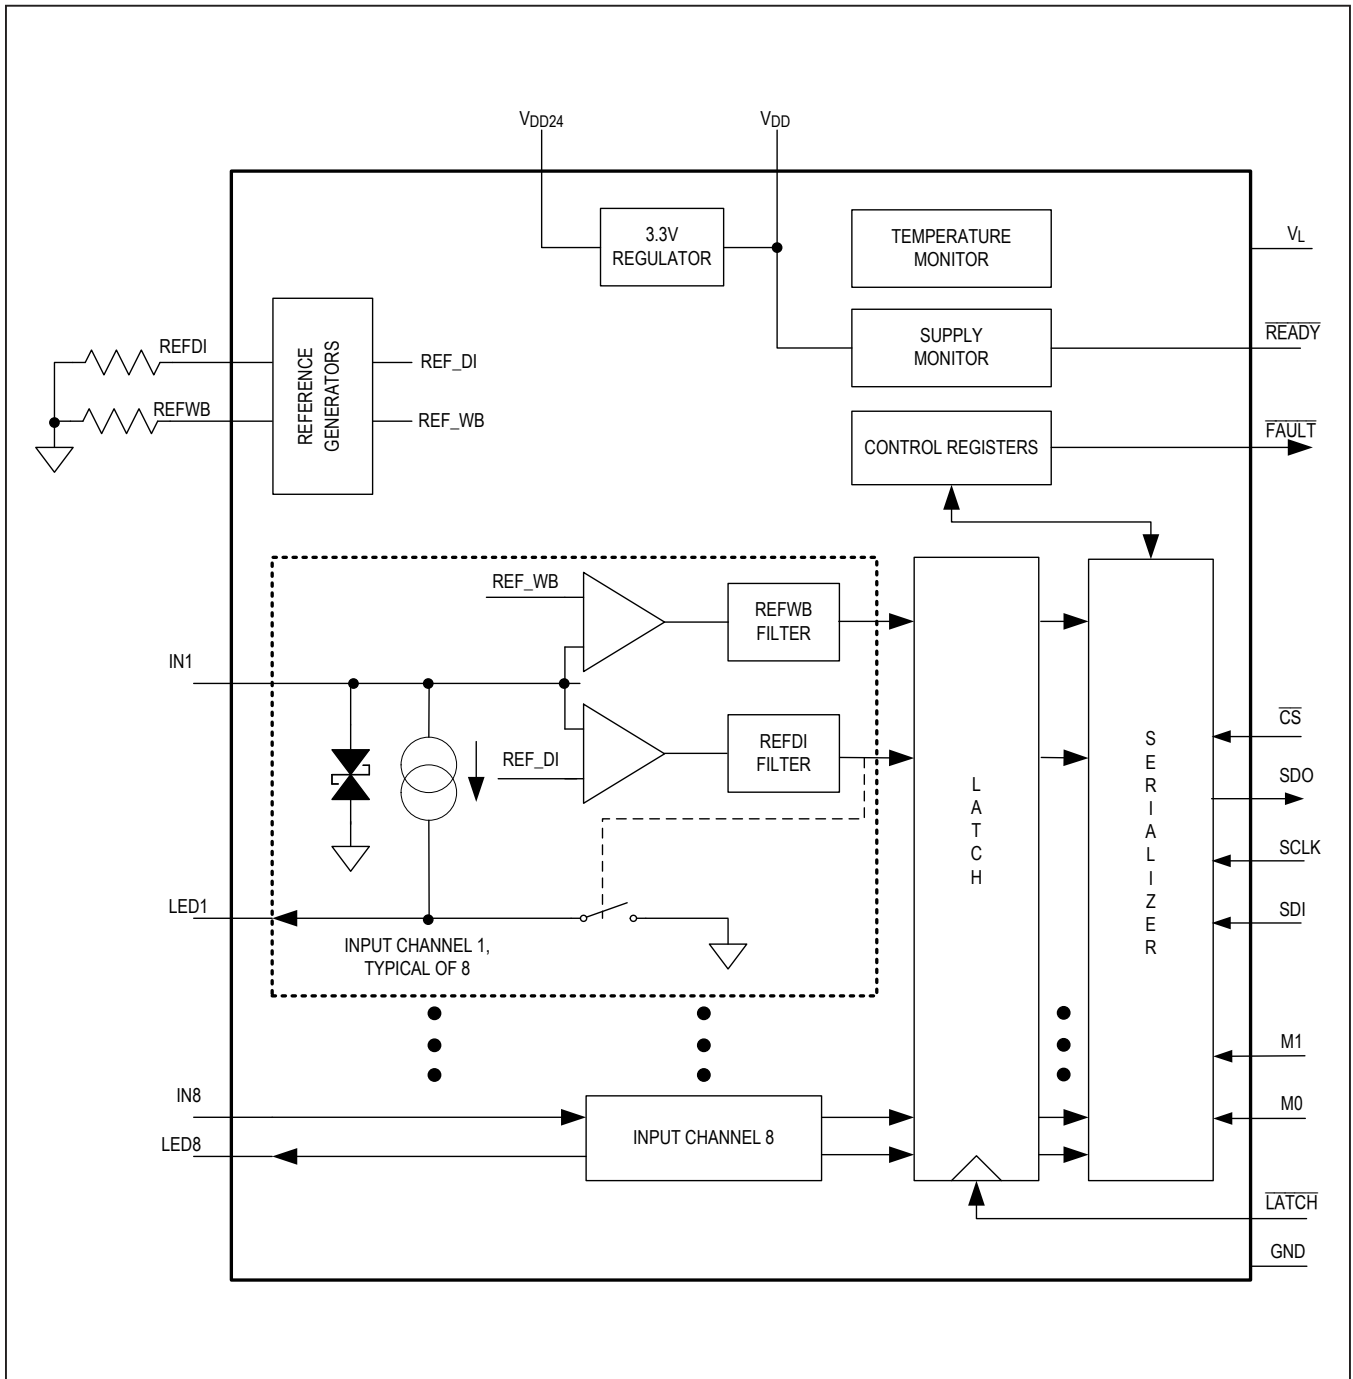 VDD24
VDD
3.3V
REGULATOR
TEMPERATURE
MONITOR
VL
SUPPLY
MONITOR
READY
REFDI
REFWB
REFERENCE
GENERATORS
REF_DI
REF_WB
CONTROL REGISTERS
FAULT
REF_WB
REFWB
FILTER
IN1
REF_DI
REFDI
FILTER
LED1
INPUT CHANNEL 1,
TYPICAL OF 8
LATCH
SERIALIZER
CS
SDO
SCLK
SDI
M1
M0
IN8
LED8
INPUT CHANNEL 8
LATCH
GND